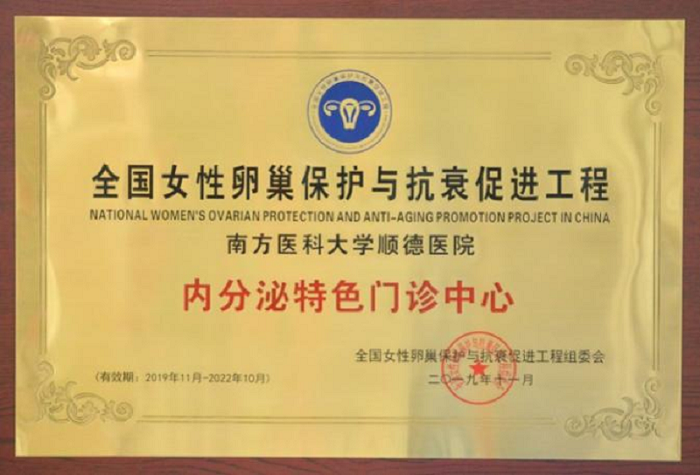 全国女性卵巢保护与抗衰促进工程
NATIONAL WOMEN'S OVARIAN PROTECTION AND ANTI-AGING PROMOTION PROJECT IN CHINA
南方医科大学顺德医院
内分泌特色门诊中心
全国女性卵巢保护与抗衰促进工程组委会
(有效期：2019年11月-2022年10月)
二〇一九年十一月